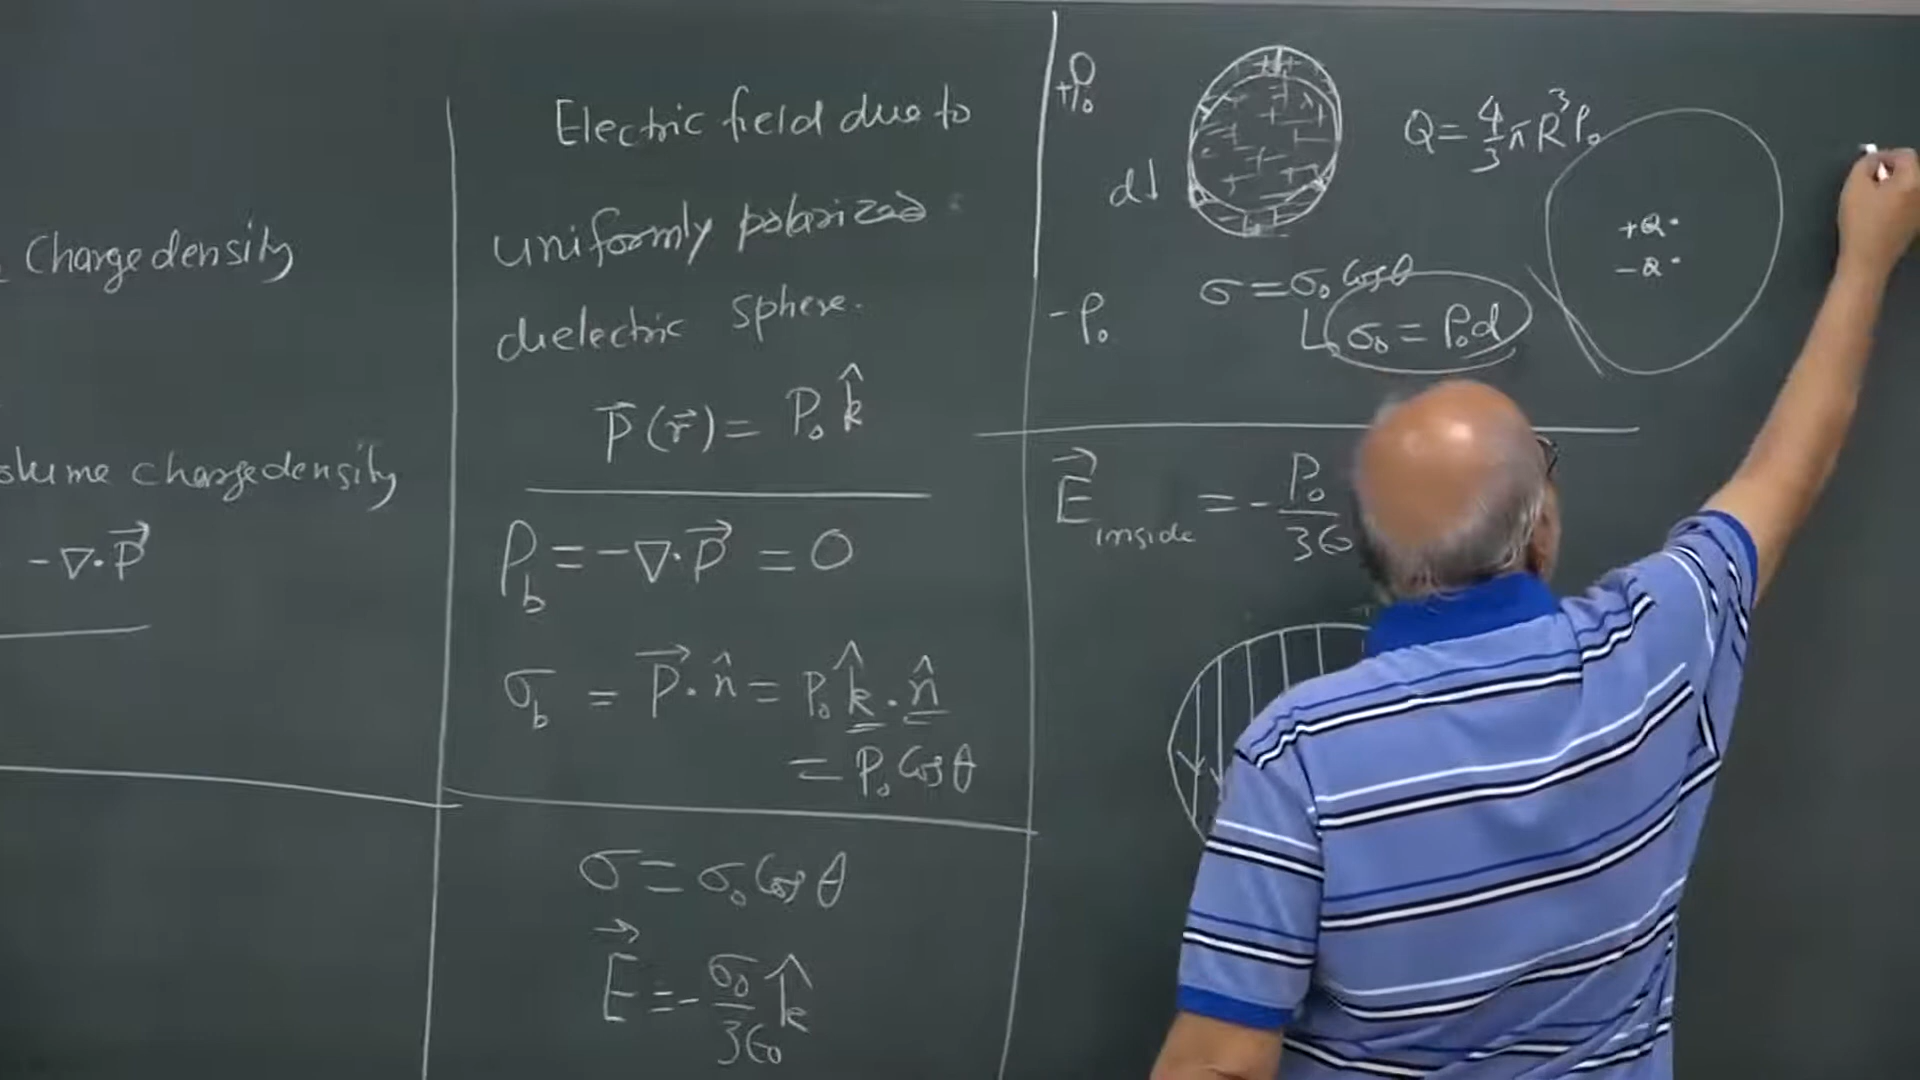 Charge density
olume charge density
-∇·P⃗
Electric field due to
uniformly polarized
dielectric sphere.
P⃗(r⃗) = P₀ k̂
ρ_b = -∇·P⃗ = 0
σ_b = P⃗·n̂ = P₀ k̂·n̂
= P₀ Cos θ
σ = σ₀ Cos θ
E⃗ = -σ₀/3ϵ₀ k̂
+ρ₀
d↓
-ρ₀
Q = 4/3 π R³ ρ₀
σ = σ₀ Cos θ
σ₀ = ρ₀d
+Q
-Q
E⃗_inside = -P₀/3ϵ